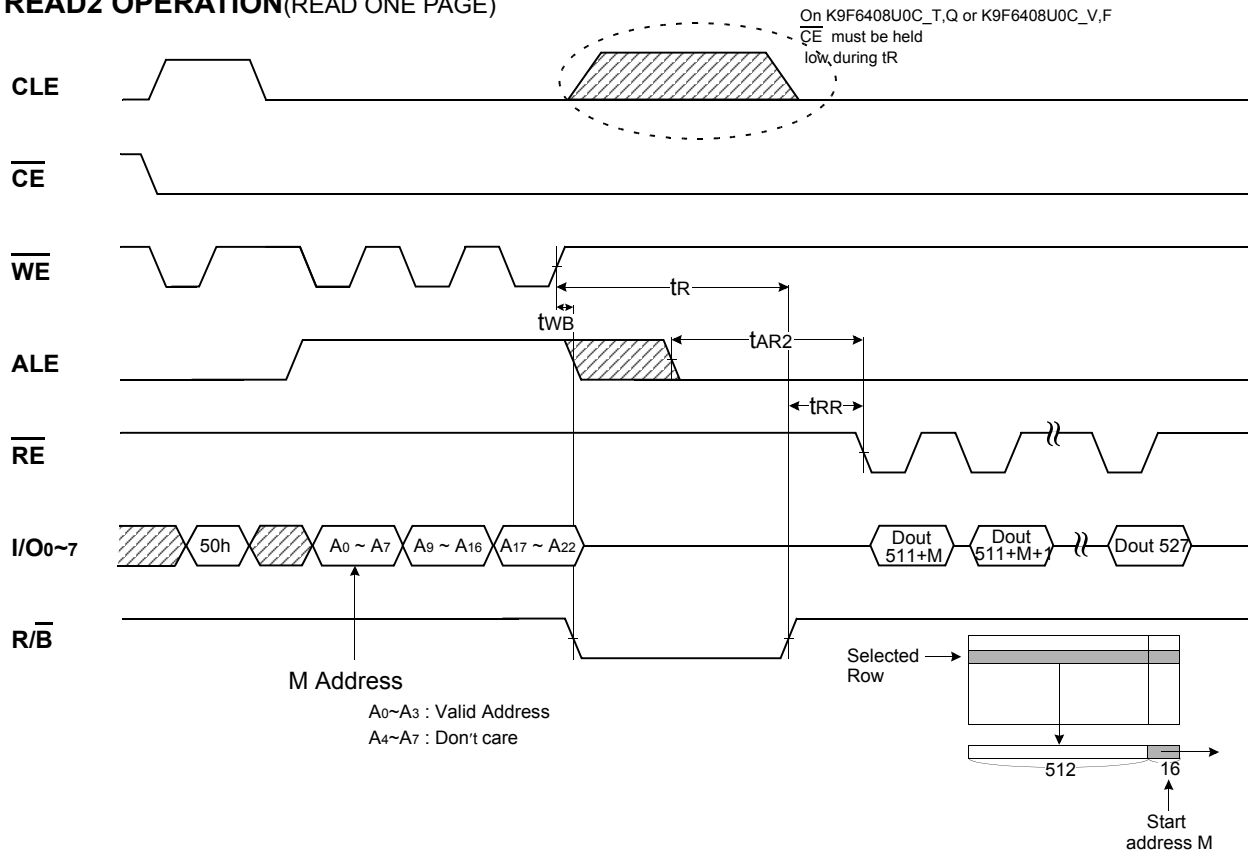 READ2 OPERATION(READ ONE PAGE)
On K9F6408U0C_T,Q or K9F6408U0C_V,F
CE must be held
low during tR
CLE
CE
WE
tR
tWB
ALE
tAR2
tRR
RE
I/O0~7
50h
A0 ~ A7
A9 ~ A16
A17 ~ A22
Dout
511+M
Dout
511+M+1
Dout 527
R/B
M Address
A0~A3 : Valid Address
A4~A7 : Don't care
Selected
Row
512
16
Start
address M